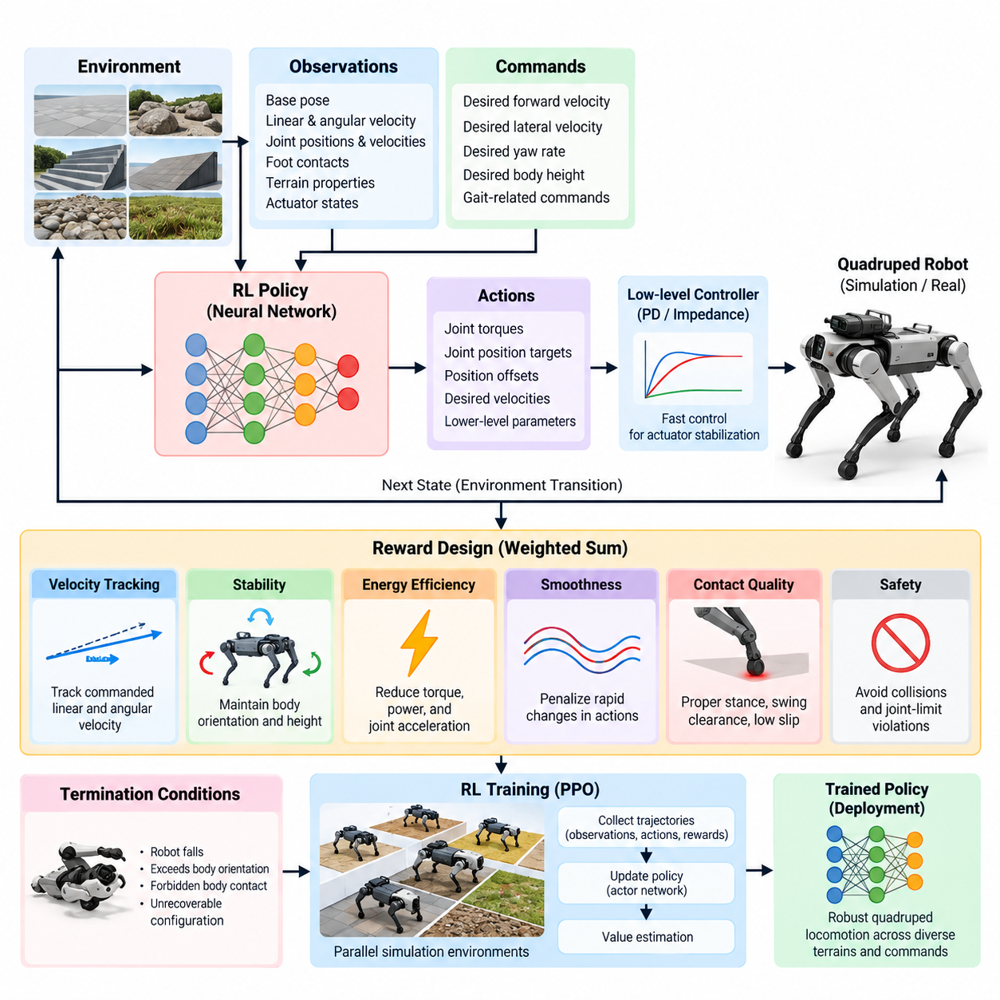 Environment
Observations
Base pose
Linear & angular velocity
Joint positions & velocities
Foot contacts
Terrain properties
Actuator states
Commands
Desired forward velocity
Desired lateral velocity
Desired yaw rate
Desired body height
Gait-related commands
RL Policy
(Neural Network)
Actions
Joint torques
Joint position targets
Position offsets
Desired velocities
Lower-level parameters
Low-level Controller
(PD / Impedance)
Fast control
for actuator stabilization
Quadruped Robot
(Simulation / Real)
Next State (Environment Transition)
Reward Design (Weighted Sum)
Velocity Tracking
Track commanded
linear and angular
velocity
Stability
Maintain body
orientation and height
Energy Efficiency
Reduce torque,
power, and
joint acceleration
Smoothness
Penalize rapid
changes in actions
Contact Quality
Proper stance, swing
clearance, low slip
Safety
Avoid collisions
and joint-limit
violations
Termination Conditions
• Robot falls
• Exceeds body orientation
• Forbidden body contact
• Unrecoverable
configuration
RL Training (PPO)
Parallel simulation environments
Collect trajectories
(observations, actions, rewards)
Update policy
(actor network)
Value estimation
Trained Policy
(Deployment)
Robust quadruped
locomotion across diverse
terrains and commands